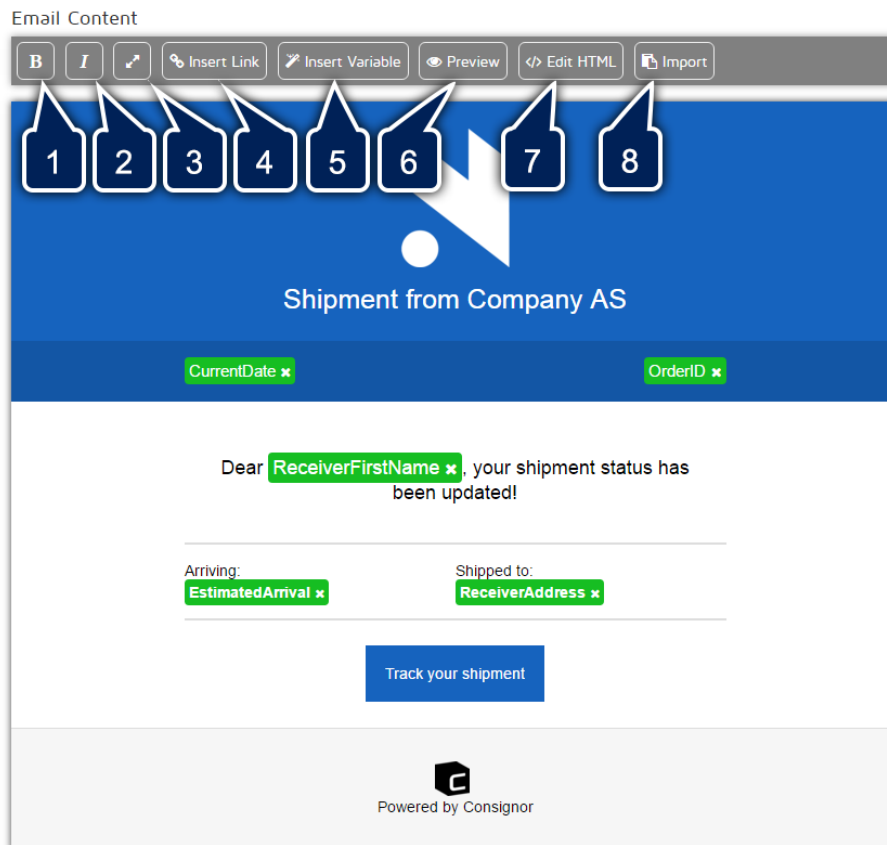 Email Content
B I Insert Link Insert Variable Preview </> Edit HTML Import
1 2 3 4 5 6 7 8
Shipment from Company AS
CurrentDate × OrderID ×
Dear ReceiverFirstName ×, your shipment status has
been updated!
Arriving: Shipped to:
EstimatedArrival × ReceiverAddress ×
Track your shipment
C
Powered by Consignor